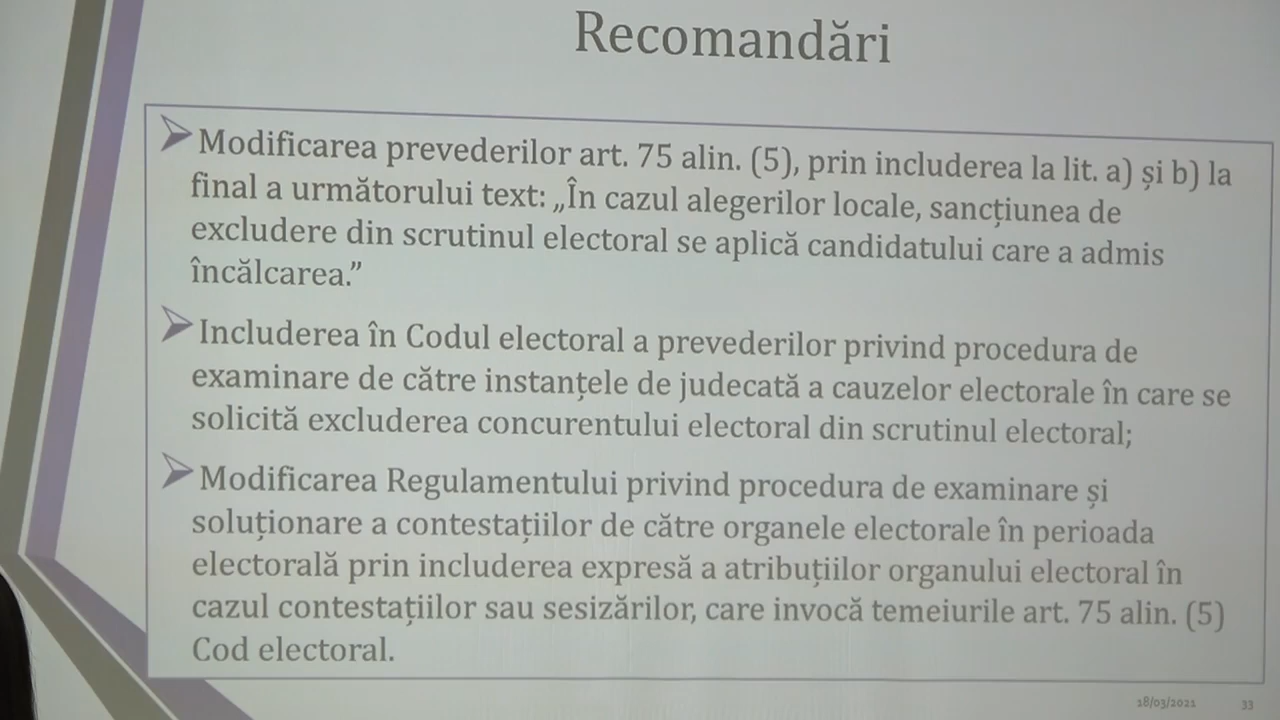 Recomandări
Modificarea prevederilor art. 75 alin. (5), prin includerea la lit. a) și b) la
final a următorului text: „În cazul alegerilor locale, sancțiunea de
excludere din scrutinul electoral se aplică candidatului care a admis
încălcarea.”
Includerea în Codul electoral a prevederilor privind procedura de
examinare de către instanțele de judecată a cauzelor electorale în care se
solicită excluderea concurentului electoral din scrutinul electoral;
Modificarea Regulamentului privind procedura de examinare și
soluționare a contestațiilor de către organele electorale în perioada
electorală prin includerea expresă a atribuțiilor organului electoral în
cazul contestațiilor sau sesizărilor, care invocă temeiurile art. 75 alin. (5)
Cod electoral.
18/03/2021 33